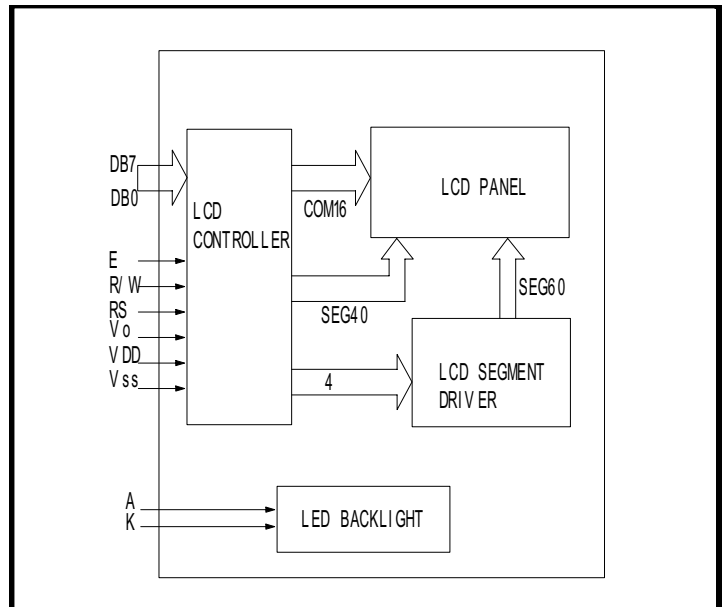 DB7
DB0
LCD
CONTROLLER
COM16
LCD PANEL
E
R/W
RS
Vo
VDD
Vss
SEG40
SEG60
4
LCD SEGMENT
DRIVER
A
K
LED BACKLIGHT